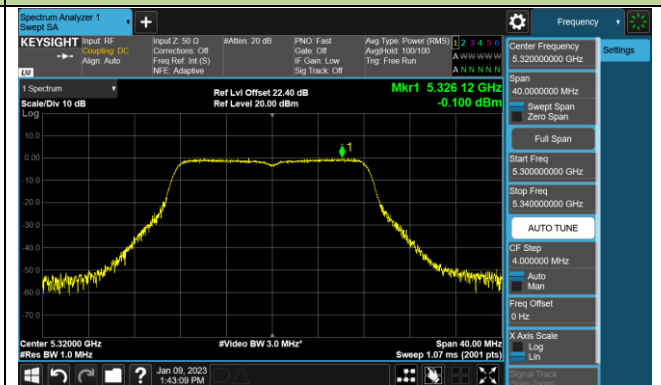 Spectrum Analyzer 1
Swept SA
Frequency
KEYSIGHT
Input: RF
Coupling: DC
Align: Auto
Input Z: 50 Ω
Corrections: Off
Freq Ref: Int (S)
NFE: Adaptive
#Atten: 20 dB
PNO: Fast
Gate: Off
IF Gain: Low
Sig Track: Off
Avg Type: Power (RMS)
Avg|Hold: 100/100
Trig: Free Run
1 2 3 4 5 6
A W W W W W
A N N N N N
LXI
1 Spectrum
Scale/Div 10 dB
Log
Ref Lvl Offset 22.40 dB
Ref Level 20.00 dBm
Mkr1 5.326 12 GHz
-0.100 dBm
1
10.0
0.00
-10.0
-20.0
-30.0
-40.0
-50.0
-60.0
-70.0
Center 5.32000 GHz
#Res BW 1.0 MHz
#Video BW 3.0 MHz*
Span 40.00 MHz
Sweep 1.07 ms (2001 pts)
Jan 09, 2023
1:43:09 PM
Center Frequency
5.320000000 GHz
Settings
Span
40.0000000 MHz
Swept Span
Zero Span
Full Span
Start Freq
5.300000000 GHz
Stop Freq
5.340000000 GHz
AUTO TUNE
CF Step
4.000000 MHz
Auto
Man
Freq Offset
0 Hz
X Axis Scale
Log
Lin
Signal Track
(Span Zoom)